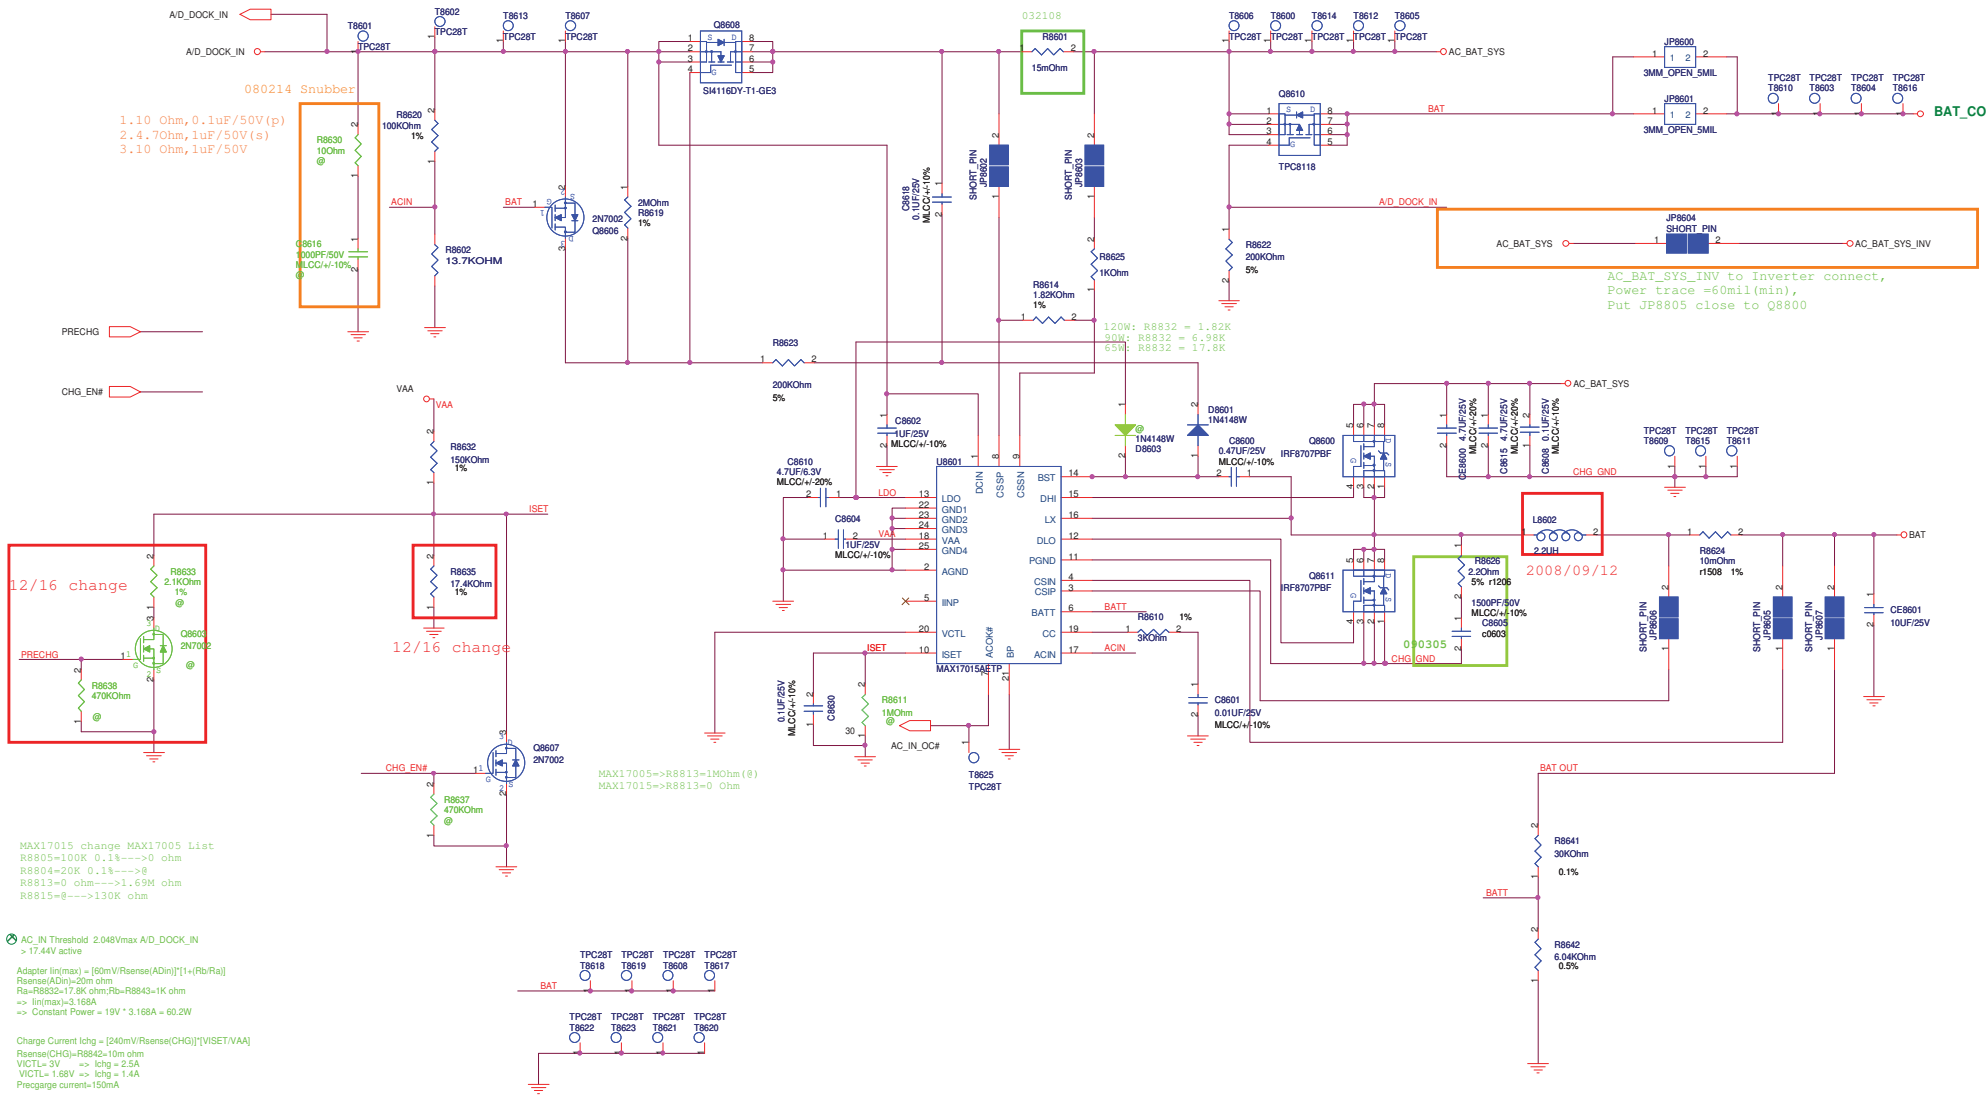 A/D_DOCK_IN
A/D_DOCK_IN
T8601
TPC28T
T8602
TPC28T
T8613
TPC28T
T8607
TPC28T
Q8608
SI4116DY-T1-GE3
032108
R8601
15mOhm
T8606
TPC28T
T8600
TPC28T
T8614
TPC28T
T8612
TPC28T
T8605
TPC28T
AC_BAT_SYS
JP8600
3MM_OPEN_5MIL
JP8601
3MM_OPEN_5MIL
TPC28T
T8610
TPC28T
T8603
TPC28T
T8604
TPC28T
T8616
BAT_CO
080214 Snubber
1.10 Ohm,0.1uF/50V(p)
2.4.7Ohm,1uF/50V(s)
3.10 Ohm,1uF/50V
R8630
10Ohm
@
C8616
1000PF/50V
MLCC/+/-10%
@
R8620
100KOhm
1%
ACIN
R8602
13.7KOHM
BAT
2N7002
Q8606
2MOhm
R8619
1%
C8618
0.1UF/25V
MLCC/+/-10%
SHORT_PIN
JP8602
SHORT_PIN
JP8603
R8625
1KOhm
R8614
1.82KOhm
1%
120W: R8832 = 1.82K
90W: R8832 = 6.98K
65W: R8832 = 17.8K
Q8610
TPC8118
BAT
A/D_DOCK_IN
R8622
200KOhm
5%
JP8604
SHORT_PIN
AC_BAT_SYS
AC_BAT_SYS_INV
AC_BAT_SYS_INV to Inverter connect,
Power trace =60mil(min),
Put JP8805 close to Q8800
PRECHG
CHG_EN#
R8623
200KOhm
5%
VAA
VAA
R8632
150KOhm
1%
ISET
C8602
1UF/25V
MLCC/+/-10%
C8610
4.7UF/6.3V
MLCC/+/-20%
LDO
C8604
1UF/25V
MLCC/+/-10%
VAA
U8601
MAX17015AETP
DCIN
CSSP
CSSN
LDO
GND1
GND2
GND3
VAA
GND4
AGND
IINP
VCTL
ISET
ACOK#
BP
BST
DHI
LX
DLO
PGND
CSIN
CSIP
BATT
CC
ACIN
@
1N4148W
D8603
D8601
1N4148W
C8600
0.47UF/25V
MLCC/+/-10%
Q8600
IRF8707PBF
Q8611
IRF8707PBF
AC_BAT_SYS
CE8600 4.7UF/25V
MLCC/+/-20%
C8615 4.7UF/25V
MLCC/+/-20%
C8608 0.1UF/25V
MLCC/+/-10%
CHG_GND
TPC28T
T8609
TPC28T
T8615
TPC28T
T8611
L8602
2.2UH
2008/09/12
R8624
10mOhm
r1508 1%
BAT
R8626
2.2Ohm
5% r1206
1500PF/50V
MLCC/+/-10%
C8605
c0603
090305
CHG_GND
SHORT_PIN
JP8606
SHORT_PIN
JP8605
SHORT_PIN
JP8607
CE8601
10UF/25V
BATT
R8610 1%
3KOhm
ACIN
C8601
0.01UF/25V
MLCC/+/-10%
12/16 change
R8633
2.1KOhm
1%
@
Q8603
2N7002
@
PRECHG
R8638
470KOhm
@
R8635
17.4KOhm
1%
12/16 change
CHG_EN#
R8637
470KOhm
@
Q8607
2N7002
ISET
0.1UF/25V
MLCC/+/-10%
C8630
R8611
1MOhm
@
30
AC_IN_OC#
T8625
TPC28T
MAX17005=>R8813=1MOhm(@)
MAX17015=>R8813=0 Ohm
BAT OUT
R8641
30KOhm
0.1%
BATT
R8642
6.04KOhm
0.5%
MAX17015 change MAX17005 List
R8805=100K 0.1%--->0 ohm
R8804=20K 0.1%--->@
R8813=0 ohm--->1.69M ohm
R8815=@--->130K ohm
AC_IN Threshold 2.048Vmax A/D_DOCK_IN
> 17.44V active
Adapter Iin(max) = [60mV/Rsense(ADin)]*[1+(Rb/Ra)]
Rsense(ADin)=20m ohm
Ra=R8832=17.8K ohm;Rb=R8843=1K ohm
=> Iin(max)=3.168A
=> Constant Power = 19V * 3.168A = 60.2W
Charge Current Ichg = [240mV/Rsense(CHG)]*[VISET/VAA]
Rsense(CHG)=R8842=10m ohm
VICTL= 3V => Ichg = 2.5A
VICTL= 1.68V => Ichg = 1.4A
Precgarge current=150mA
BAT
TPC28T
T8618
TPC28T
T8619
TPC28T
T8608
TPC28T
T8617
TPC28T
T8622
TPC28T
T8623
TPC28T
T8621
TPC28T
T8620